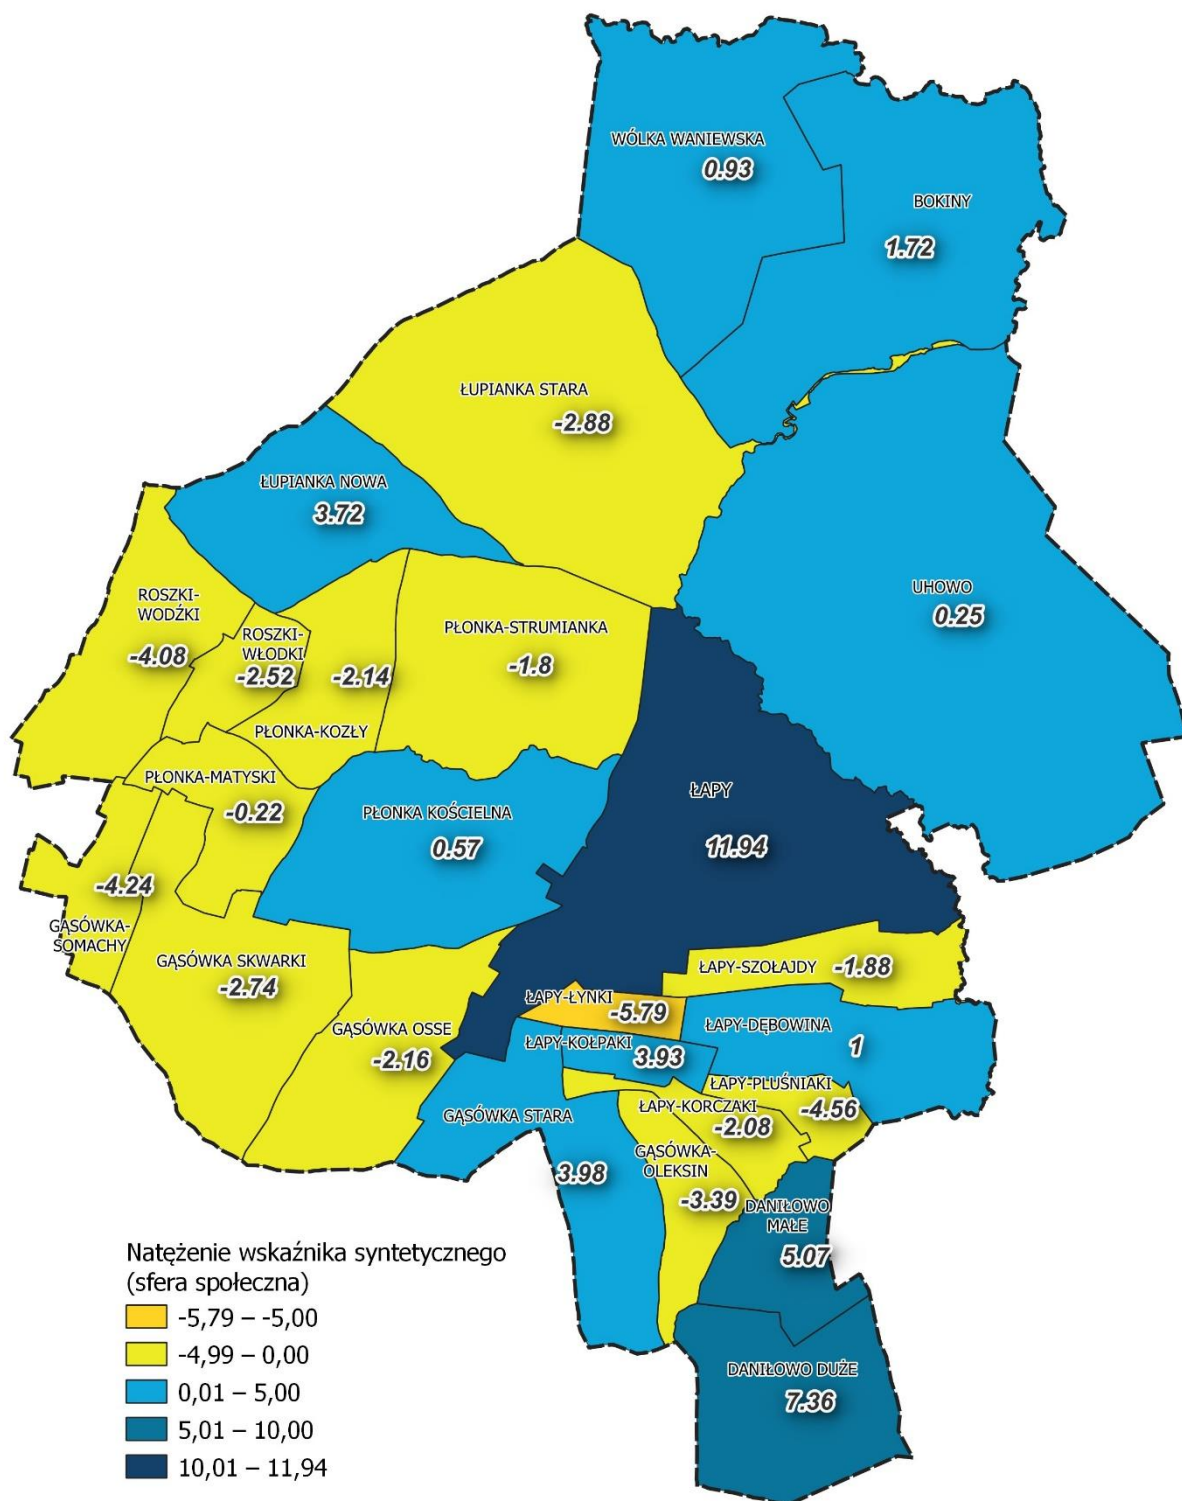 WÓLKA WANIEWSKA
0.93
BOKINY
1.72
ŁUPIANKA STARA
-2.88
ŁUPIANKA NOWA
3.72
UHOWO
0.25
ROSZKI-
WODŹKI
-4.08
ROSZKI-
WŁODKI
-2.52
-2.14
PŁONKA-KOZŁY
PŁONKA-STRUMIANKA
-1.8
PŁONKA-MATYSKI
-0.22
PŁONKA KOŚCIELNA
0.57
ŁAPY
11.94
-4.24
GĄSÓWKA-
SOMACHY
GĄSÓWKA SKWARKI
-2.74
GĄSÓWKA OSSE
-2.16
ŁAPY-SZOŁAJDY
-1.88
ŁAPY-ŁYNKI
-5.79
ŁAPY-DĘBOWINA
1
ŁAPY-KOŁPAKI
3.93
ŁAPY-PLUŚNIAKI
-4.56
ŁAPY-KORCZAKI
-2.08
GĄSÓWKA STARA
3.98
GĄSÓWKA-
OLEKSIN
-3.39
DANIŁOWO
MAŁE
5.07
DANIŁOWO DUŻE
7.36
Natężenie wskaźnika syntetycznego
(sfera społeczna)
-5,79 – -5,00
-4,99 – 0,00
0,01 – 5,00
5,01 – 10,00
10,01 – 11,94